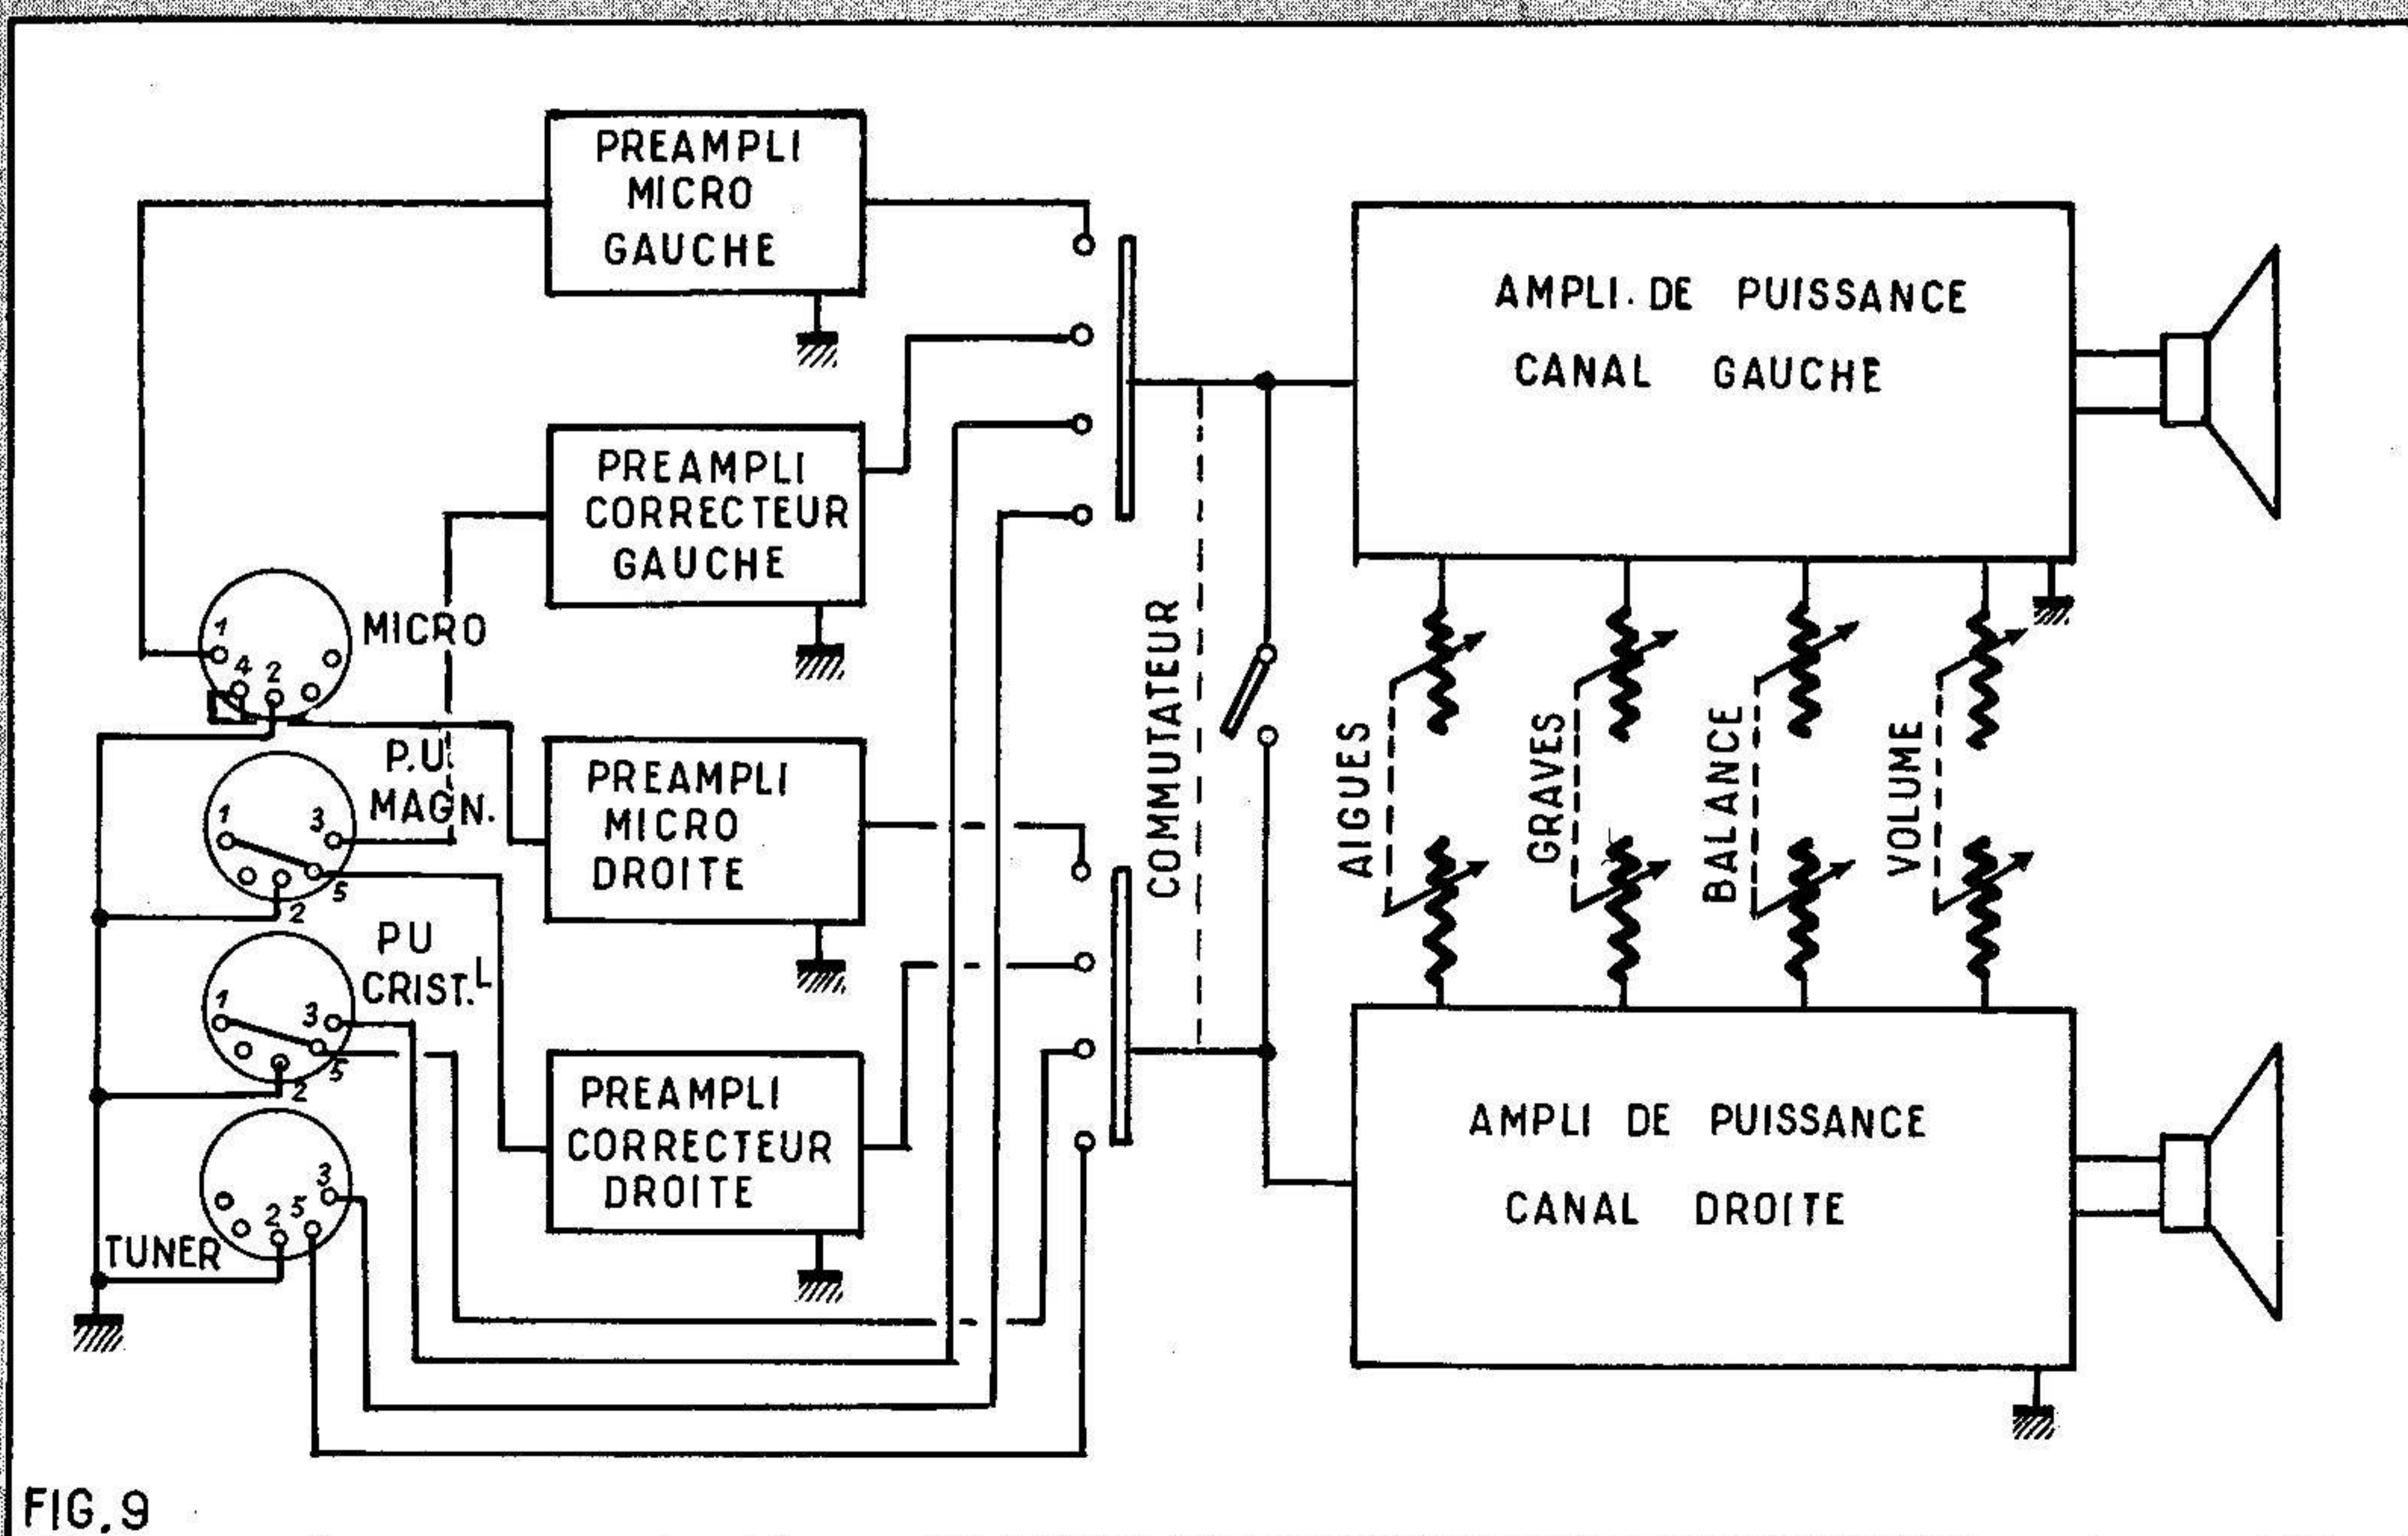 PREAMPLI
MICRO
GAUCHE
PREAMPLI
CORRECTEUR
GAUCHE
MICRO
1
4
2
P.U.
MAGN.
1
3
5
2
PREAMPLI
MICRO
DROITE
PU
CRIST.L
1
3
5
2
PREAMPLI
CORRECTEUR
DROITE
TUNER
2
5
3
COMMUTATEUR
AMPLI. DE PUISSANCE
CANAL GAUCHE
AIGUES
GRAVES
BALANCE
VOLUME
AMPLI DE PUISSANCE
CANAL DROITE
FIG. 9